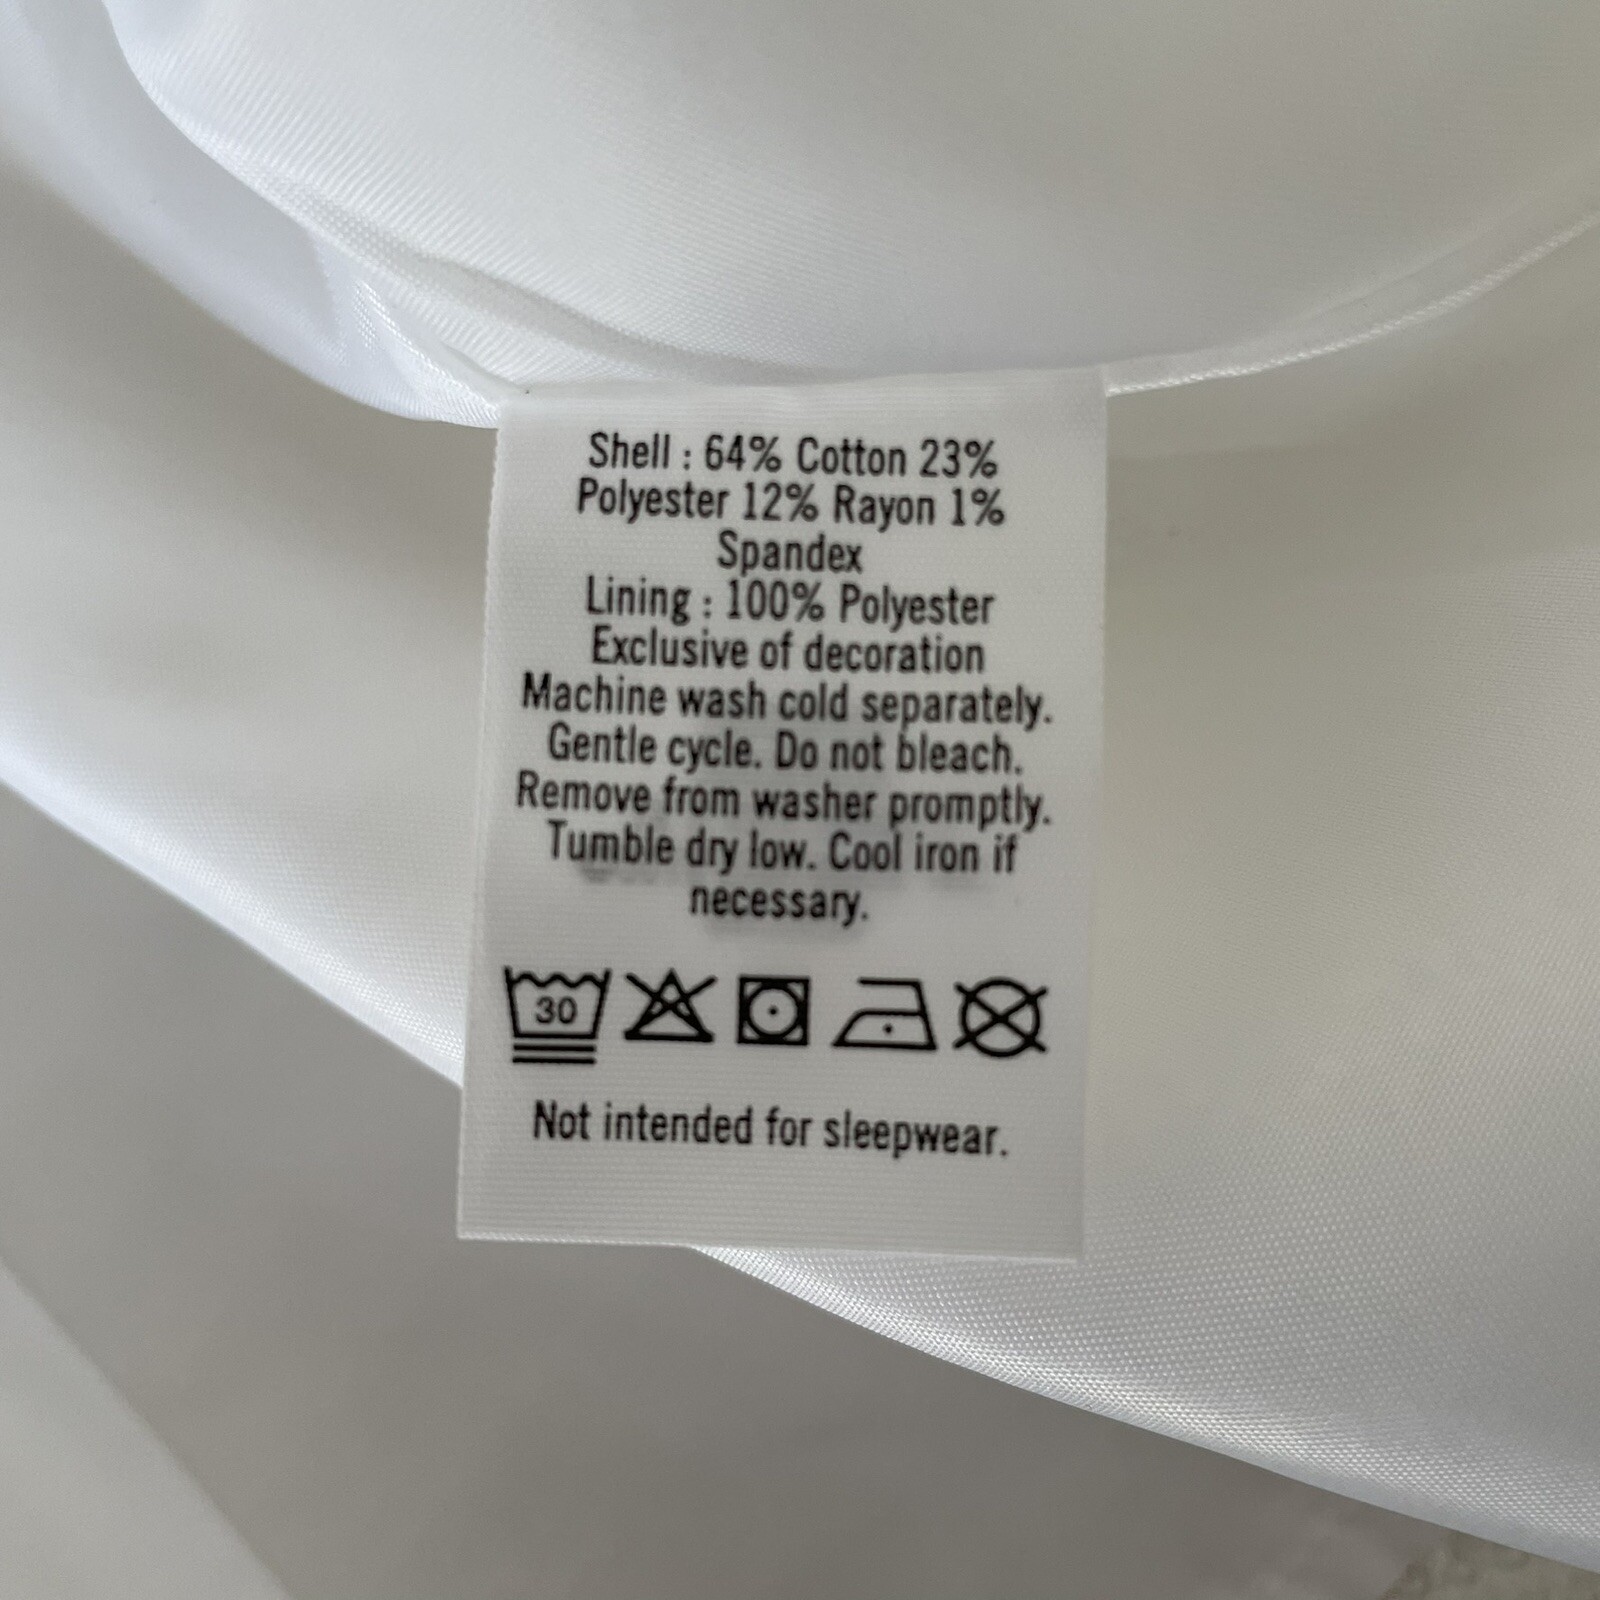 Shell : 64% Cotton 23%
Polyester 12% Rayon 1%
Spandex
Lining : 100% Polyester
Exclusive of decoration
Machine wash cold separately.
Gentle cycle. Do not bleach.
Remove from washer promptly.
Tumble dry low. Cool iron if
necessary.
30
Not intended for sleepwear.